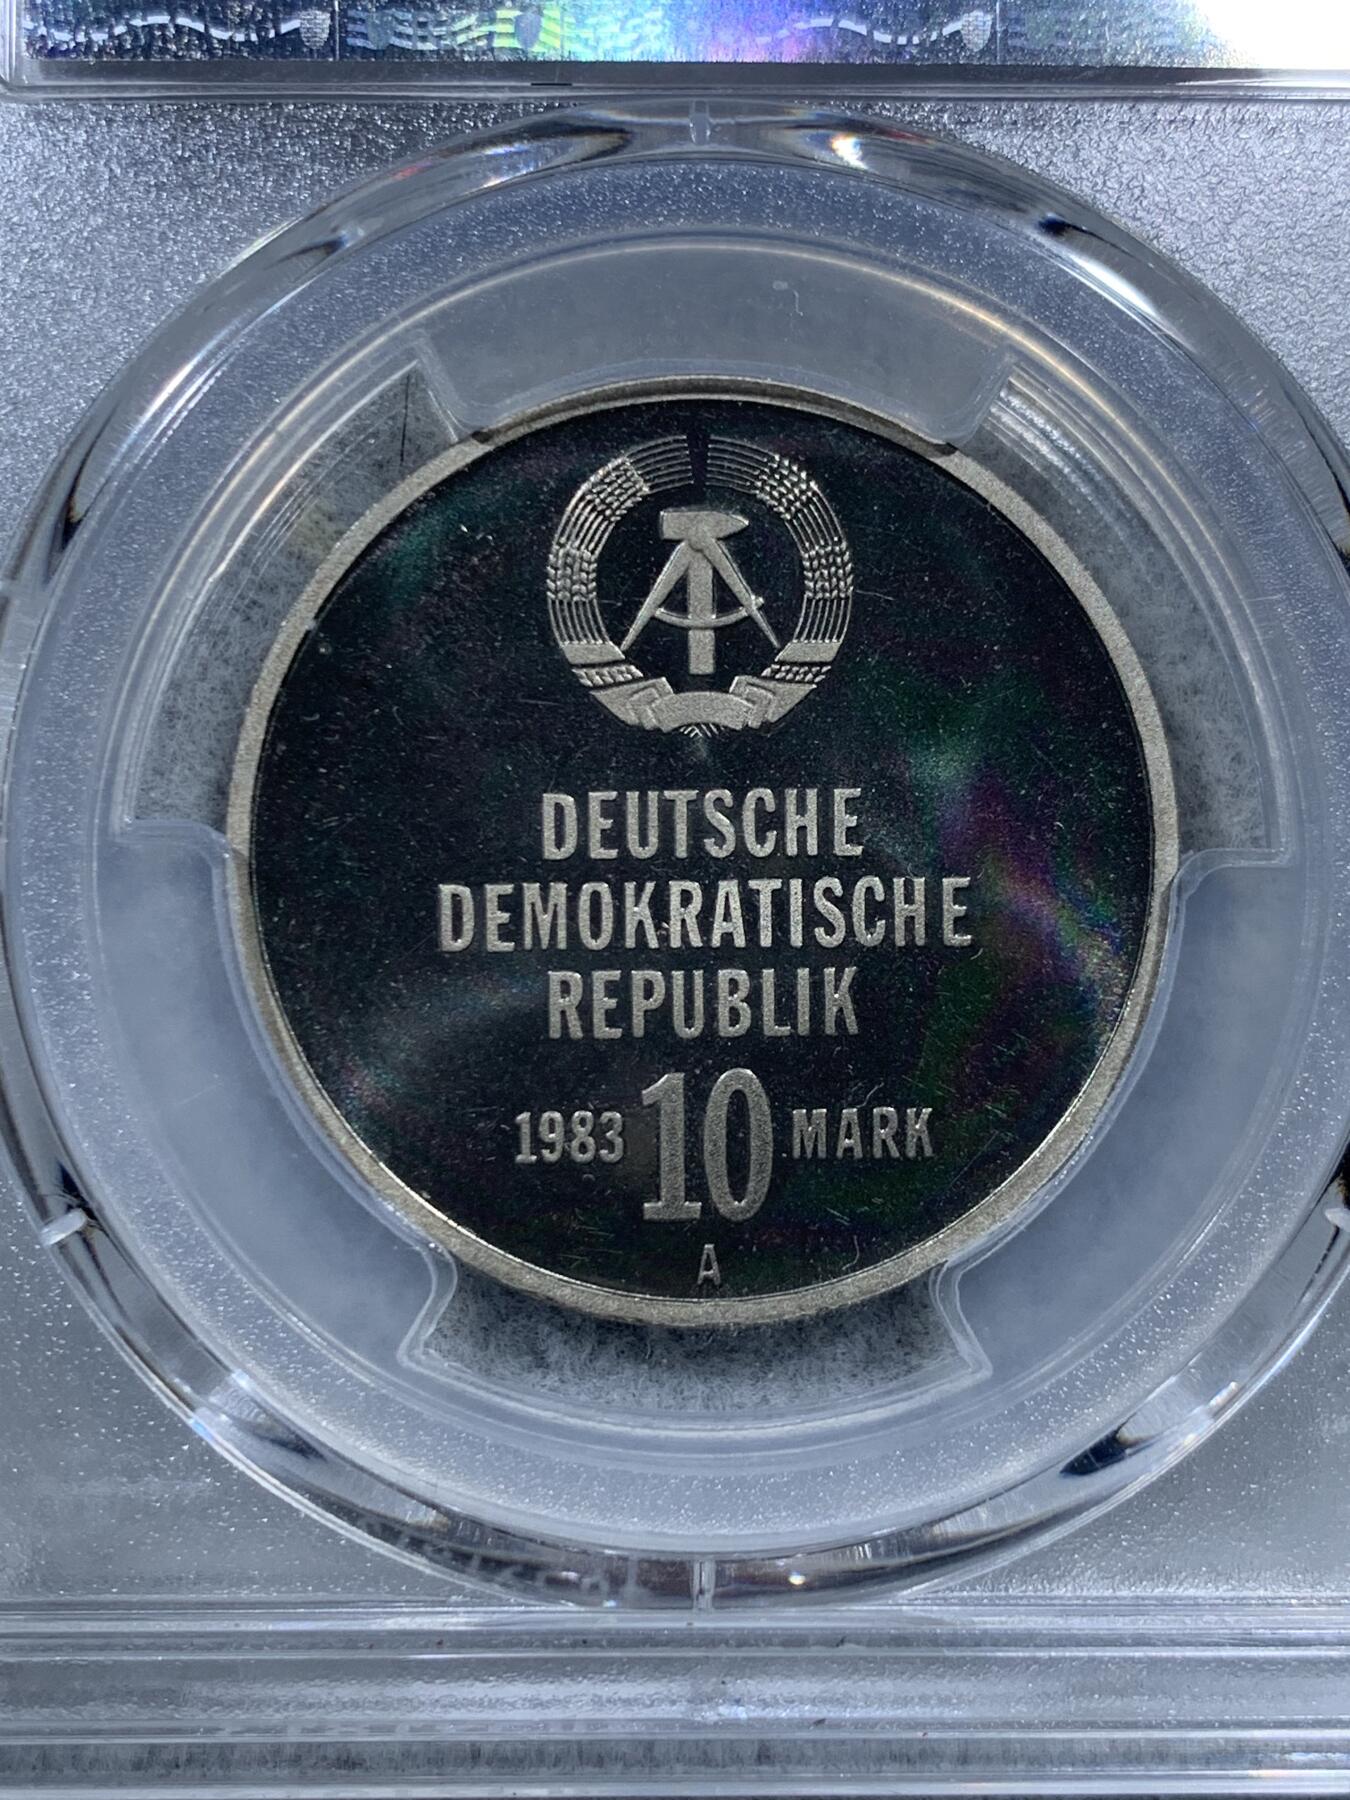 DEUTSCHE
DEMOKRATISCHE
REPUBLIK
1983 10 MARK
A